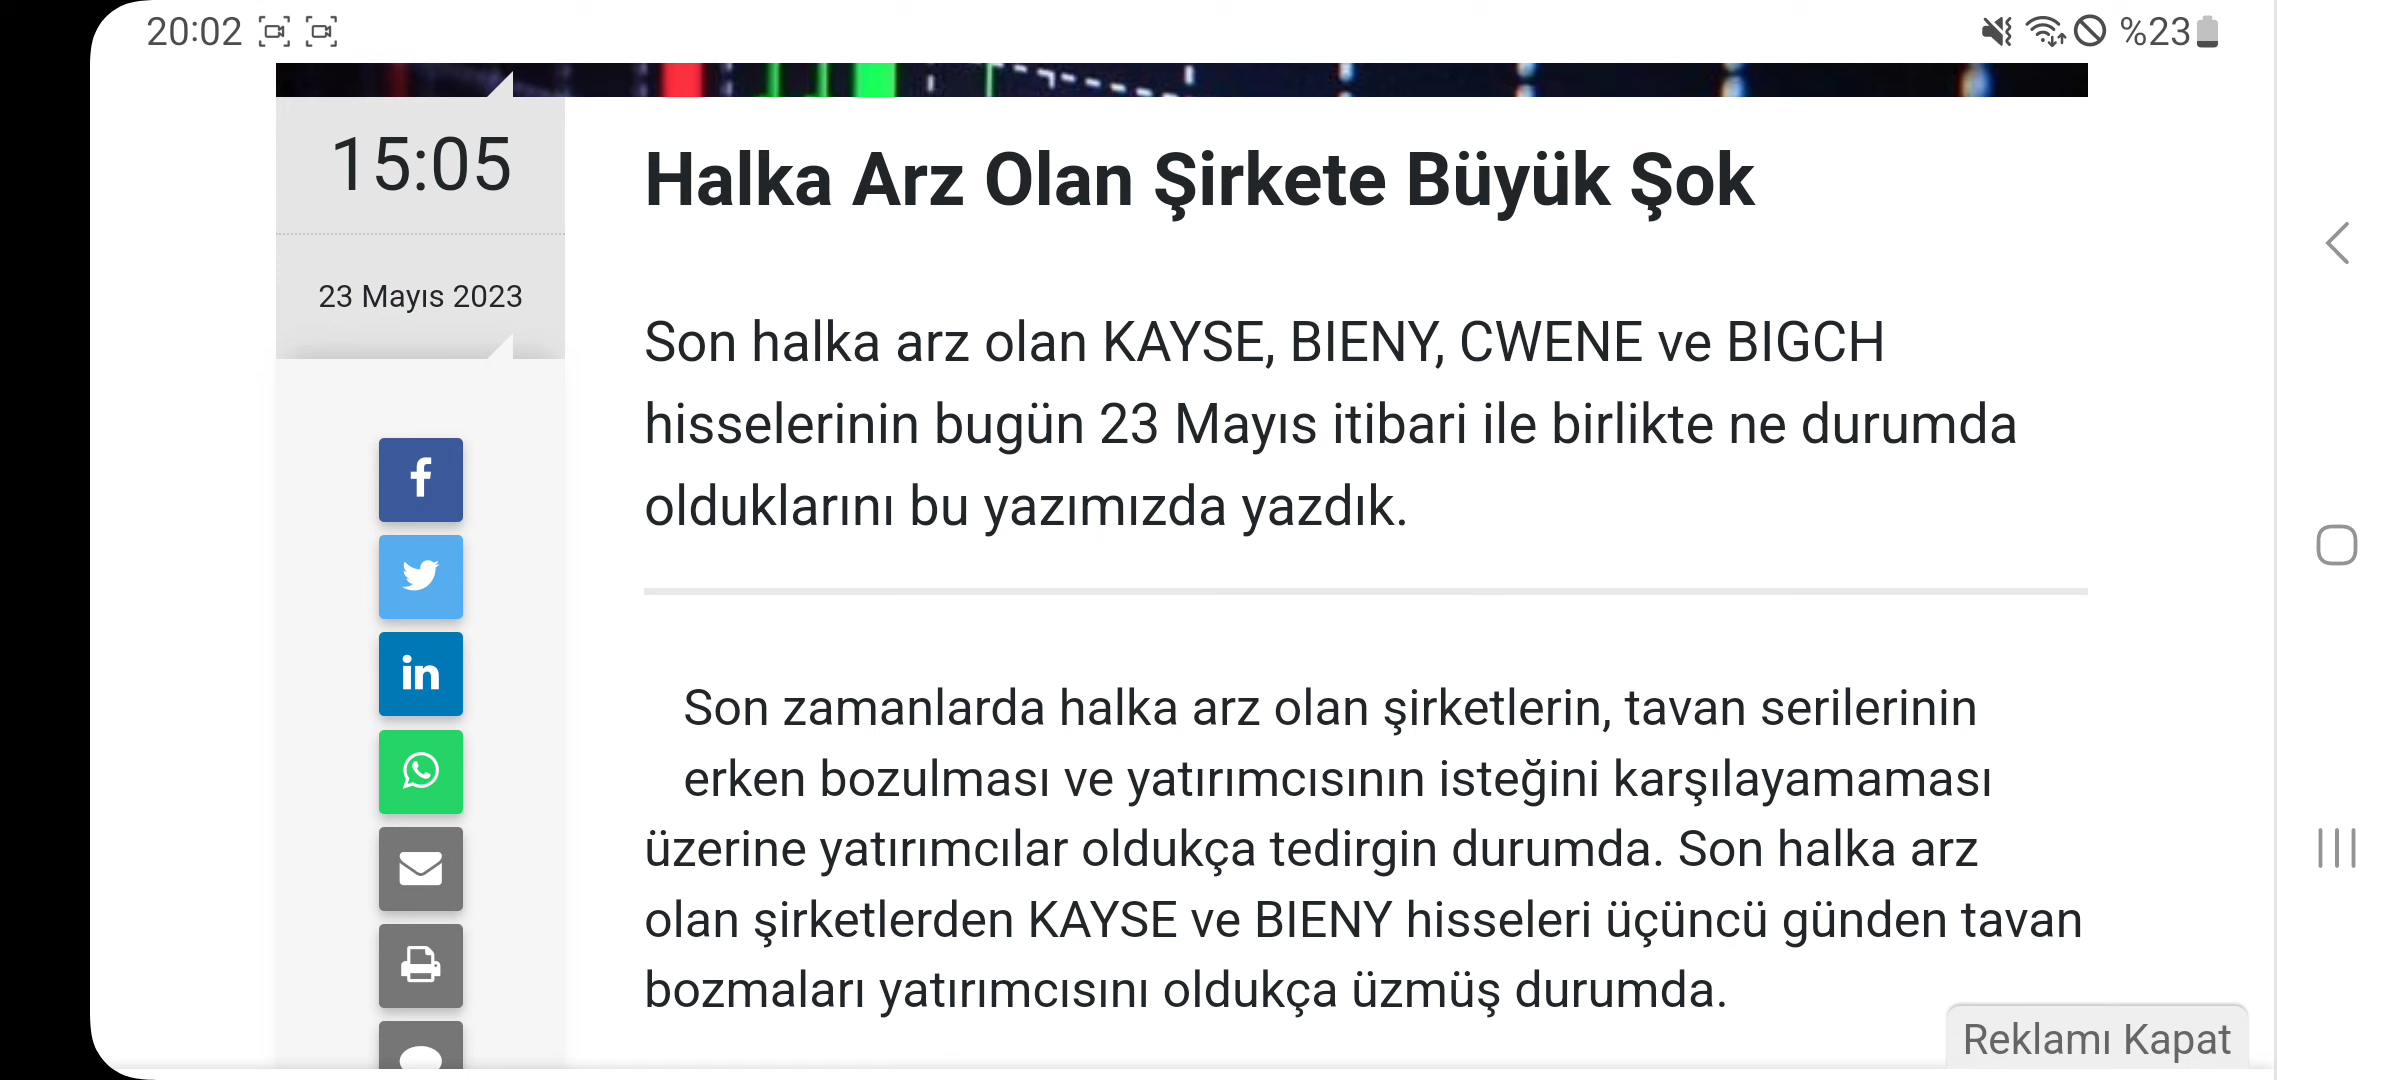 20:02
%23
15:05
23 Mayıs 2023
Halka Arz Olan Şirkete Büyük Şok
Son halka arz olan KAYSE, BIENY, CWENE ve BIGCH
hisselerinin bugün 23 Mayıs itibari ile birlikte ne durumda
olduklarını bu yazımızda yazdık.
Son zamanlarda halka arz olan şirketlerin, tavan serilerinin
erken bozulması ve yatırımcısının isteğini karşılayamaması
üzerine yatırımcılar oldukça tedirgin durumda. Son halka arz
olan şirketlerden KAYSE ve BIENY hisseleri üçüncü günden tavan
bozmaları yatırımcısını oldukça üzmüş durumda.
Reklamı Kapat